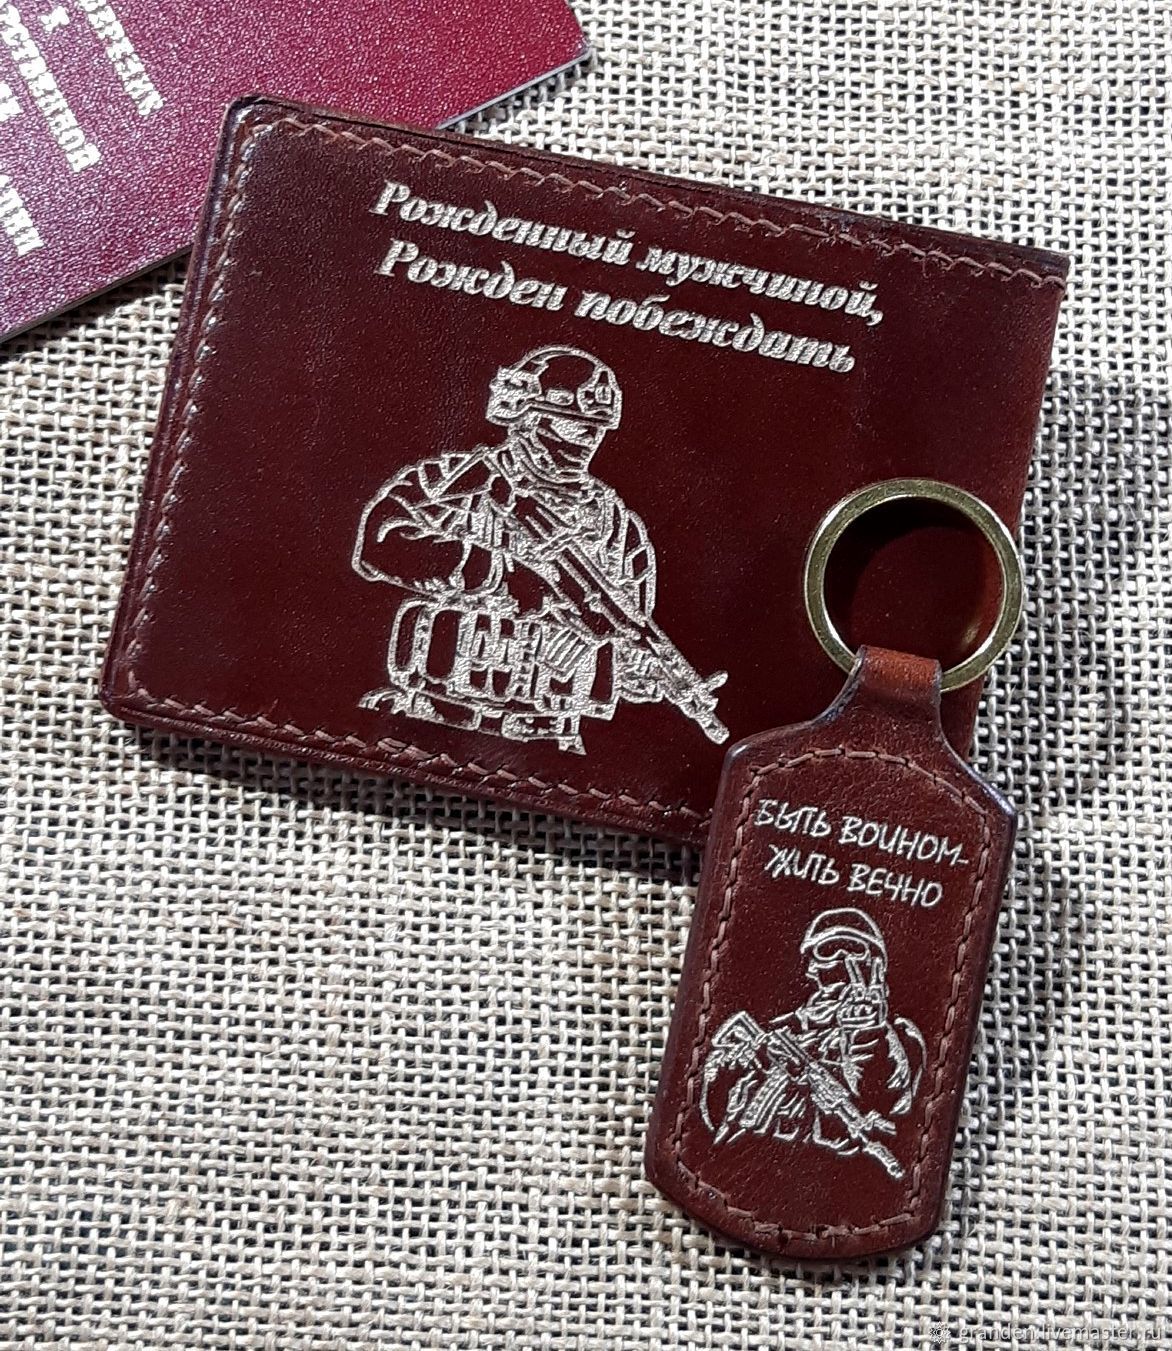 Рожденный мужчиной,
Рожден побеждать
БЫТЬ ВОИНОМ-
ЖИТЬ ВЕЧНО
granden.livemaster.ru